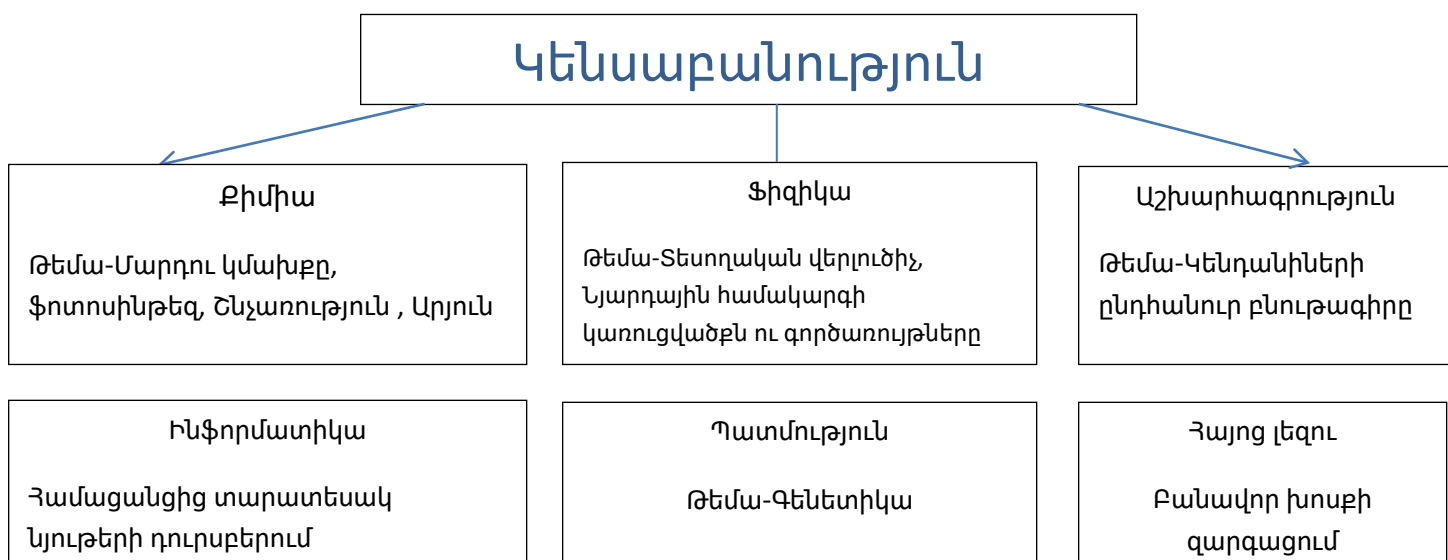 Կենսաբանություն
Քիմիա
Թեմա-Մարդու կմախքը,
ֆոտոսինթեզ, Շնչառություն , Արյուն
Ֆիզիկա
Թեմա-Տեսողական վերլուծիչ,
Նյարդային համակարգի
կառուցվածքն ու գործառույթները
Աշխարհագրություն
Թեմա-Կենդանիների
ընդհանուր բնութագիրը
Ինֆորմատիկա
Համացանցից տարատեսակ
նյութերի դուրսբերում
Պատմություն
Թեմա-Գենետիկա
Հայոց լեզու
Բանավոր խոսքի
զարգացում